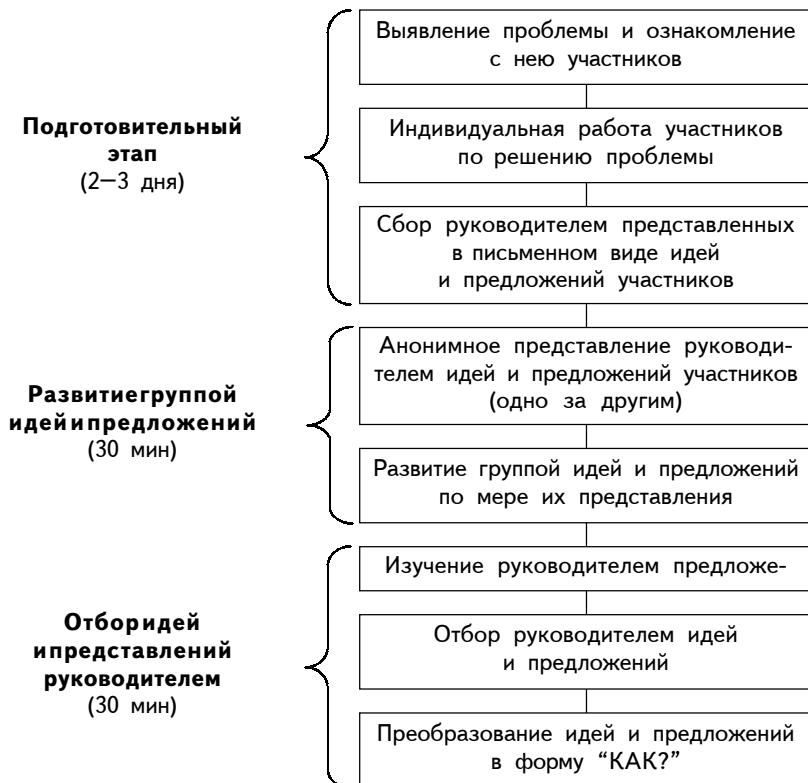 Выявление проблемы и ознакомление
с нею участников
Подготовительный
этап
(2—3 дня)
Индивидуальная работа участников
по решению проблемы
Сбор руководителем представленных
в письменном виде идей
и предложений участников
Анонимное представление руководи-
телем идей и предложений участников
(одно за другим)
Развитиегруппой
идейипредложений
(30 мин)
Развитие группой идей и предложений
по мере их представления
Изучение руководителем предложе-
Отборидей
ипредставлений
руководителем
(30 мин)
Отбор руководителем идей
и предложений
Преобразование идей и предложений
в форму “КАК?”